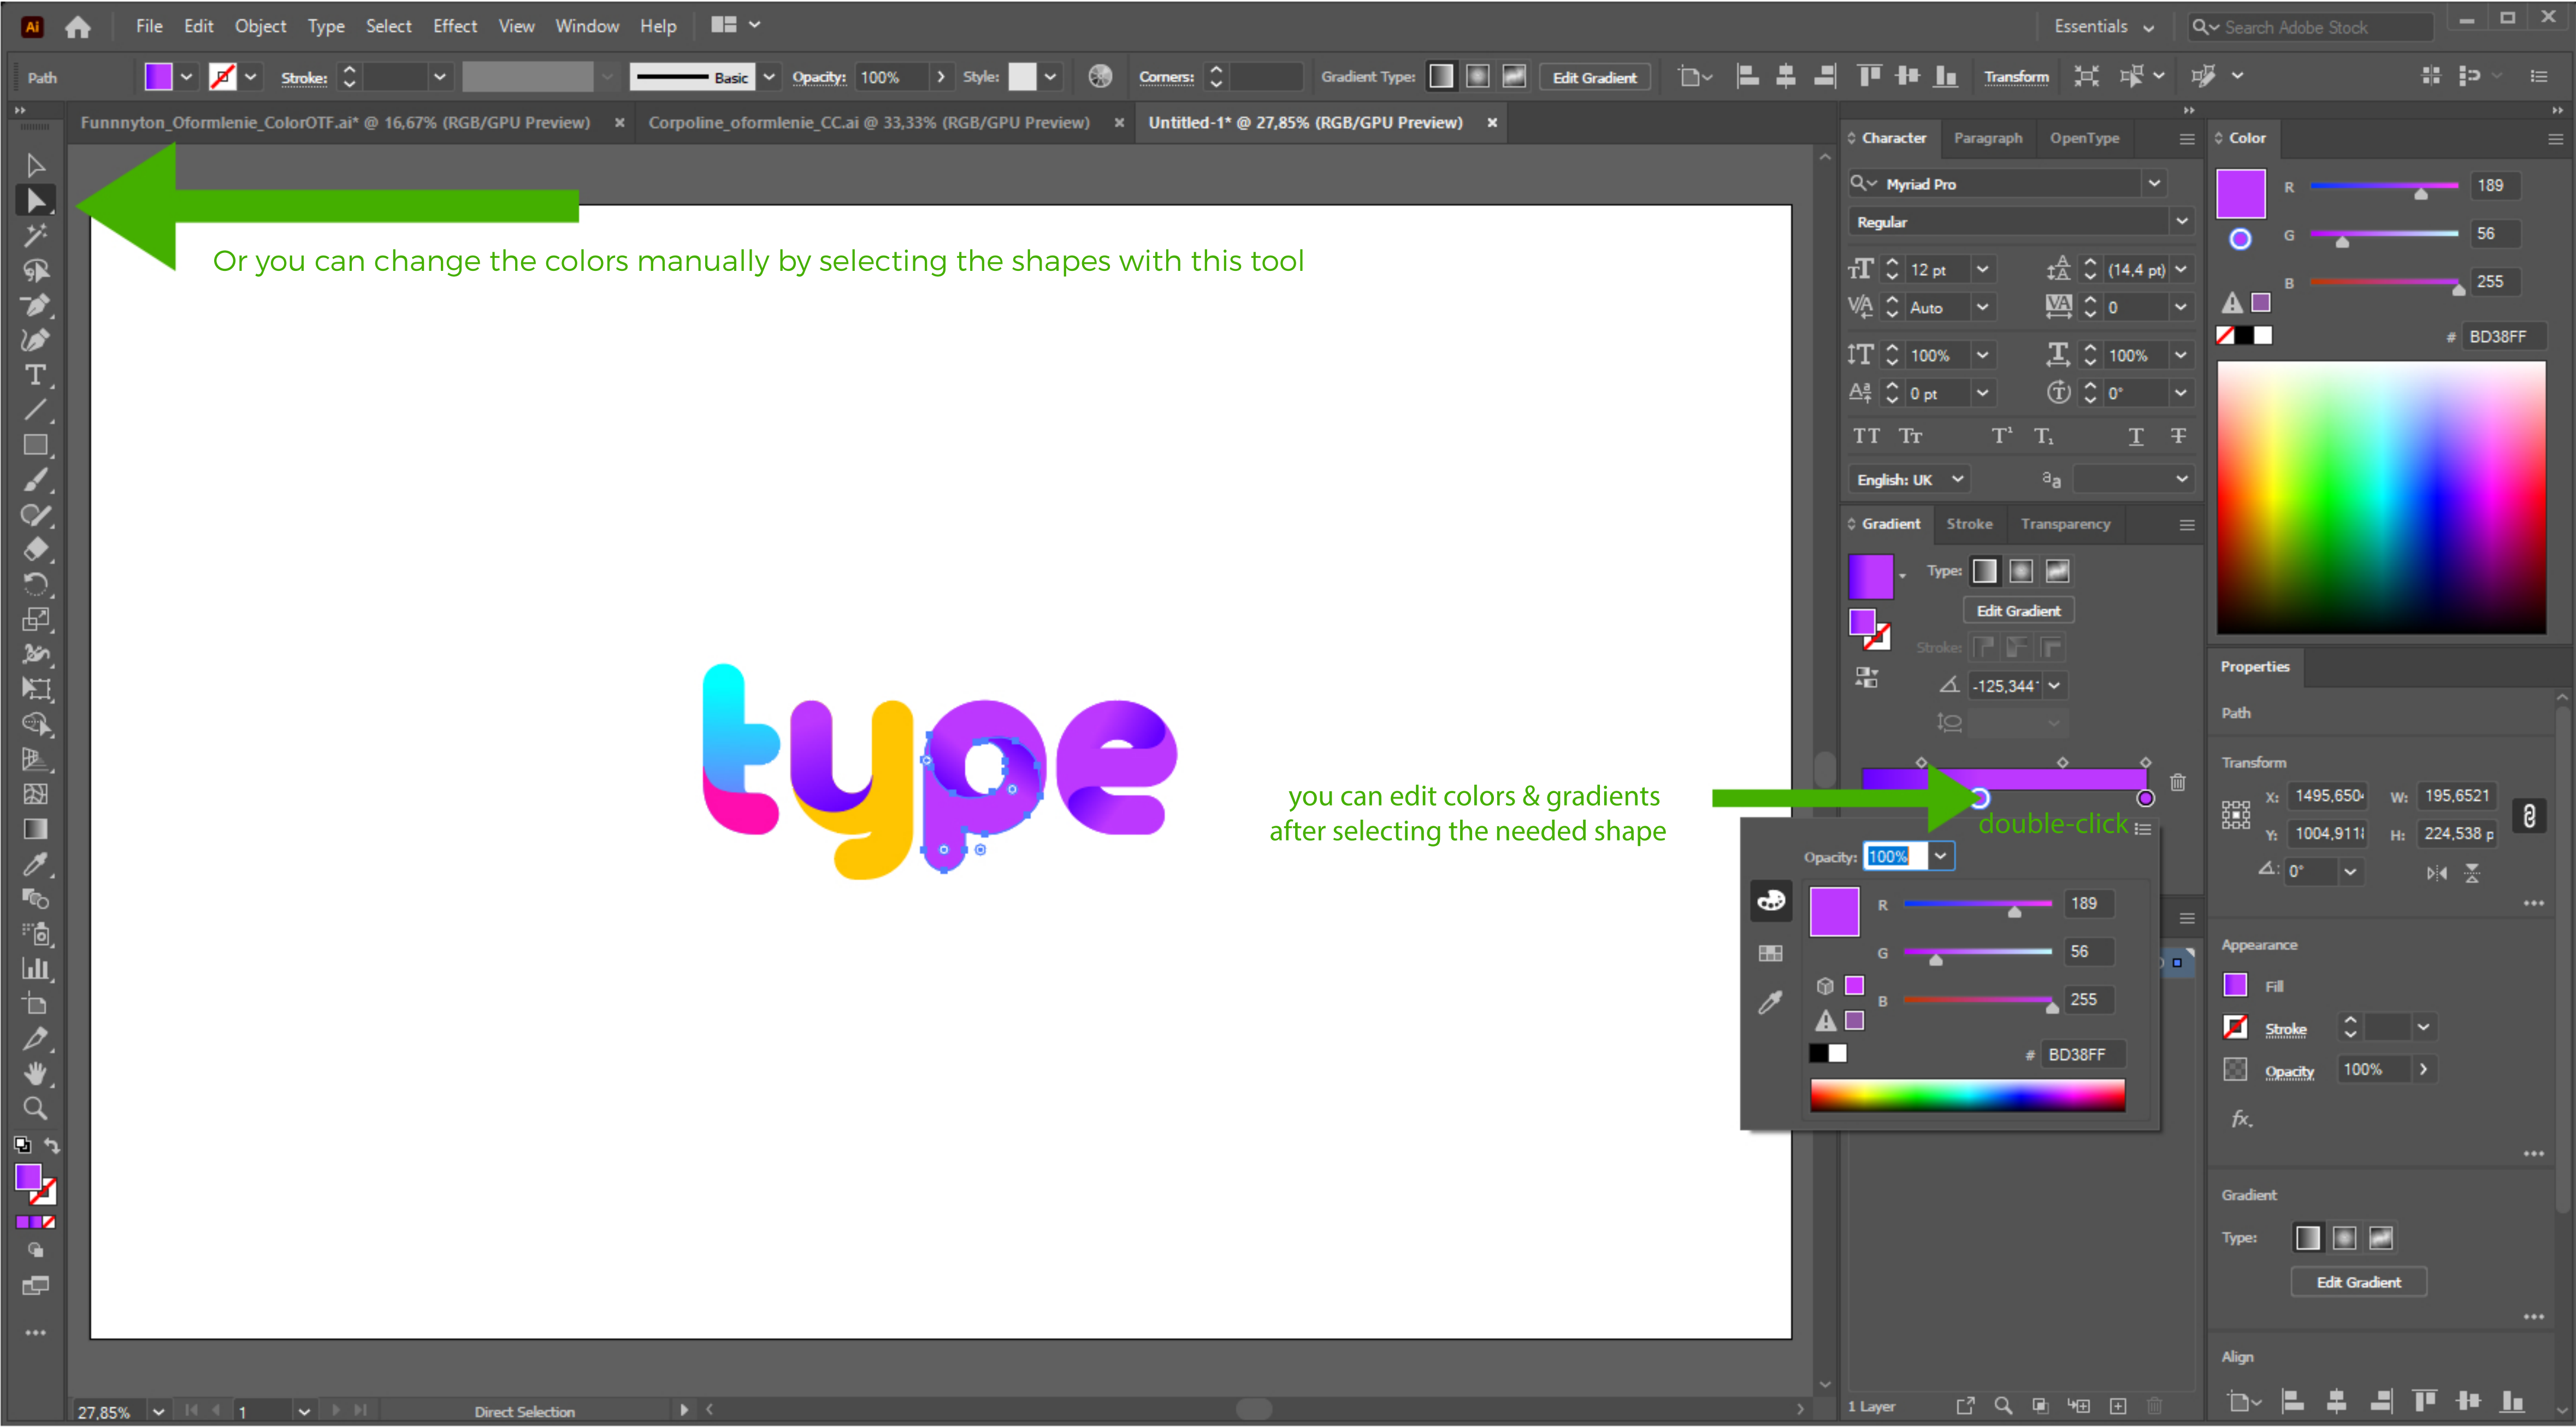 Ai File Edit Object Type Select Effect View Window Help Essentials Search Adobe Stock
Path Stroke: Basic Opacity: 100% Style: Corners: Gradient Type: Edit Gradient Transform
Funnnyton_Oformlenie_ColorOTF.ai* @ 16,67% (RGB/GPU Preview) × Corpoline_oformlenie_CC.ai @ 33,33% (RGB/GPU Preview) × Untitled-1* @ 27,85% (RGB/GPU Preview) ×
Or you can change the colors manually by selecting the shapes with this tool
type
you can edit colors & gradients
after selecting the needed shape
double-click
Character Paragraph OpenType
Myriad Pro
Regular
12 pt (14,4 pt)
Auto 0
100% 100%
0 pt 0°
English: UK
Gradient Stroke Transparency
Type:
Edit Gradient
Stroke:
-125,344°
Opacity: 100%
R 189
G 56
B 255
# BD38FF
1 Layer
Color
R 189
G 56
B 255
# BD38FF
Properties
Path
Transform
X: 1495,650 W: 195,6521
Y: 1004,911 H: 224,538 p
0°
Appearance
Fill
Stroke
Opacity 100%
fx.
Gradient
Type:
Edit Gradient
Align
27,85% 1 Direct Selection